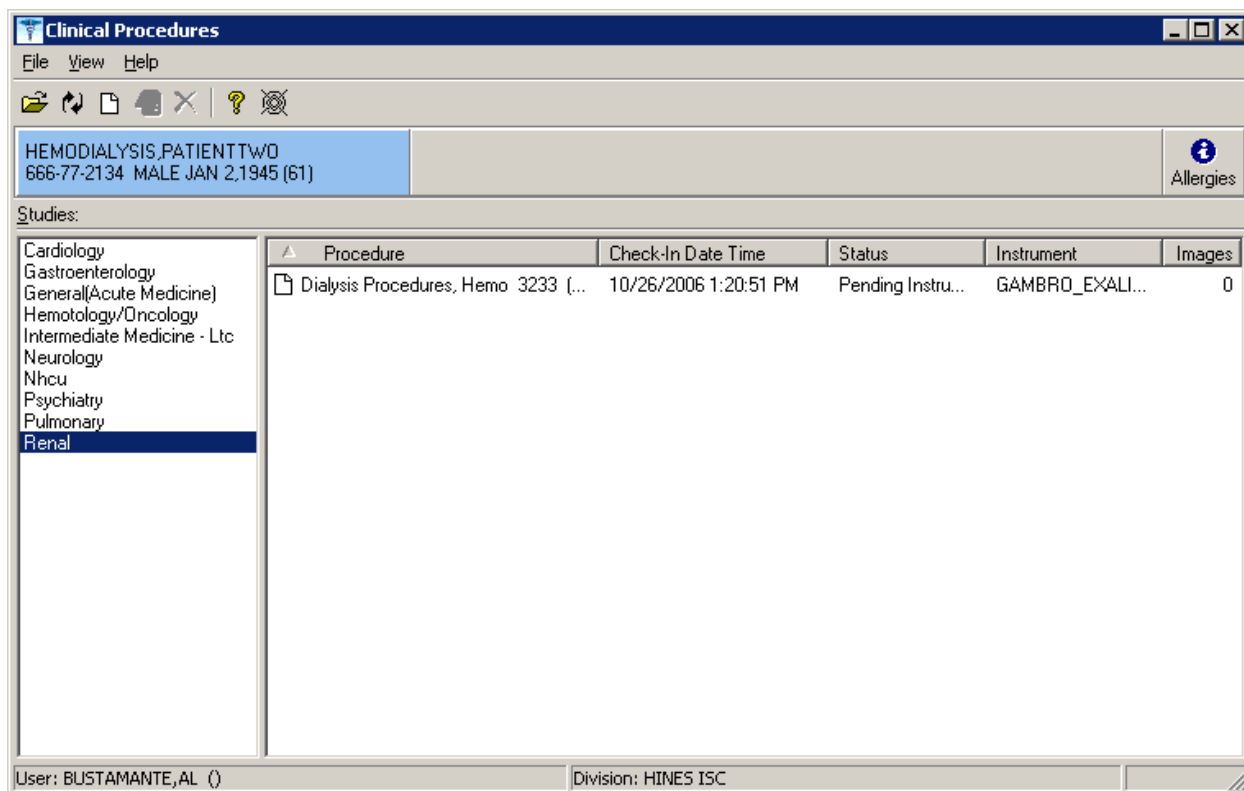 Clinical Procedures
File View Help
HEMODIALYSIS,PATIENTTWO
666-77-2134 MALE JAN 2,1945 (61)
Allergies
Studies:
Cardiology
Gastroenterology
General(Acute Medicine)
Hemotology/Oncology
Intermediate Medicine - Ltc
Neurology
Nhcu
Psychiatry
Pulmonary
Renal
Procedure Check-In Date Time Status Instrument Images
Dialysis Procedures, Hemo 3233 (... 10/26/2006 1:20:51 PM Pending Instru... GAMBRO_EXALI... 0
User: BUSTAMANTE,AL () Division: HINES ISC